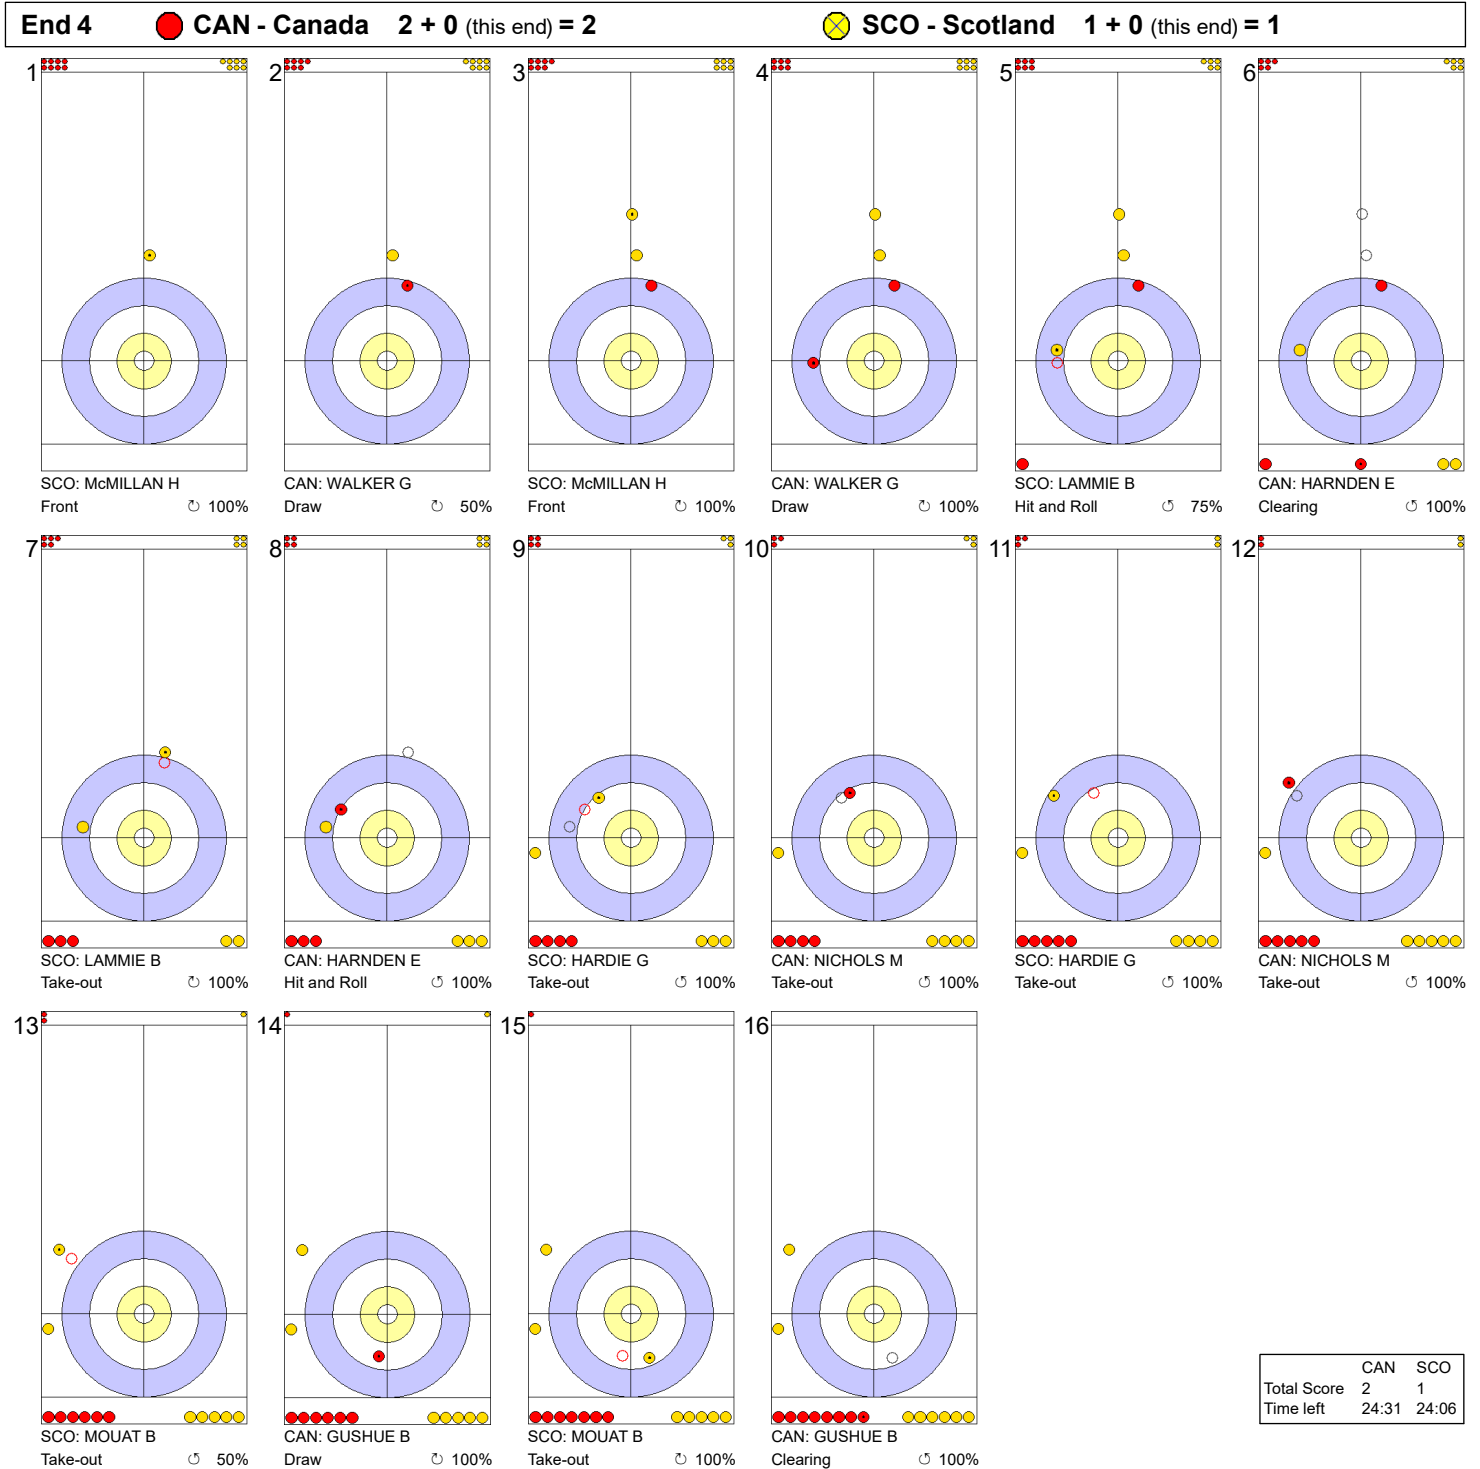 End 4 CAN - Canada 2 + 0 (this end) = 2 SCO - Scotland 1 + 0 (this end) = 1
1 2 3 4 5 6
SCO: McMILLAN H CAN: WALKER G SCO: McMILLAN H CAN: WALKER G SCO: LAMMIE B CAN: HARNDEN E
Front ↻ 100% Draw ↻ 50% Front ↻ 100% Draw ↻ 100% Hit and Roll ↺ 75% Clearing ↺ 100%
7 8 9 10 11 12
SCO: LAMMIE B CAN: HARNDEN E SCO: HARDIE G CAN: NICHOLS M SCO: HARDIE G CAN: NICHOLS M
Take-out ↻ 100% Hit and Roll ↺ 100% Take-out ↻ 100% Take-out ↺ 100% Take-out ↺ 100% Take-out ↺ 100%
13 14 15 16
SCO: MOUAT B CAN: GUSHUE B SCO: MOUAT B CAN: GUSHUE B
Take-out ↺ 50% Draw ↻ 100% Take-out ↻ 100% Clearing ↺ 100%
CAN SCO
Total Score 2 1
Time left 24:31 24:06